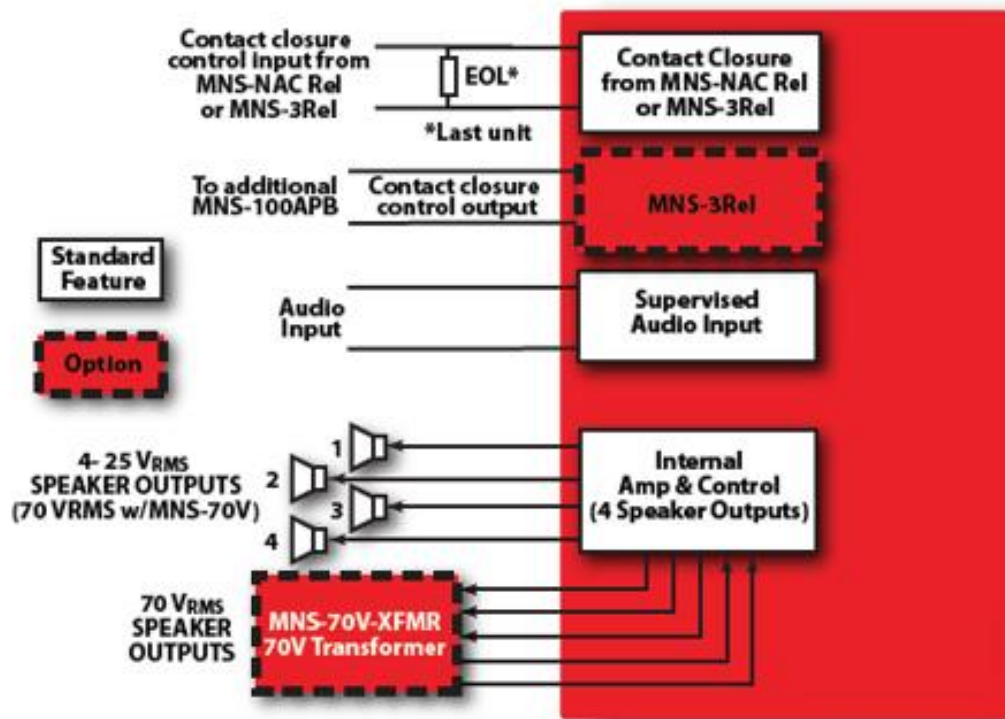 Contact closure
control input from
MNS-NAC Rel
or MNS-3Rel
EOL*
*Last unit
Contact Closure
from MNS-NAC Rel
or MNS-3Rel
To additional
MNS-100APB
Contact closure
control output
MNS-3Rel
Standard
Feature
Option
Audio
Input
Supervised
Audio Input
4- 25 VRMS
SPEAKER OUTPUTS
(70 VRMS w/MNS-70V)
1
2
3
4
Internal
Amp & Control
(4 Speaker Outputs)
70 VRMS
SPEAKER
OUTPUTS
MNS-70V-XFMR
70V Transformer